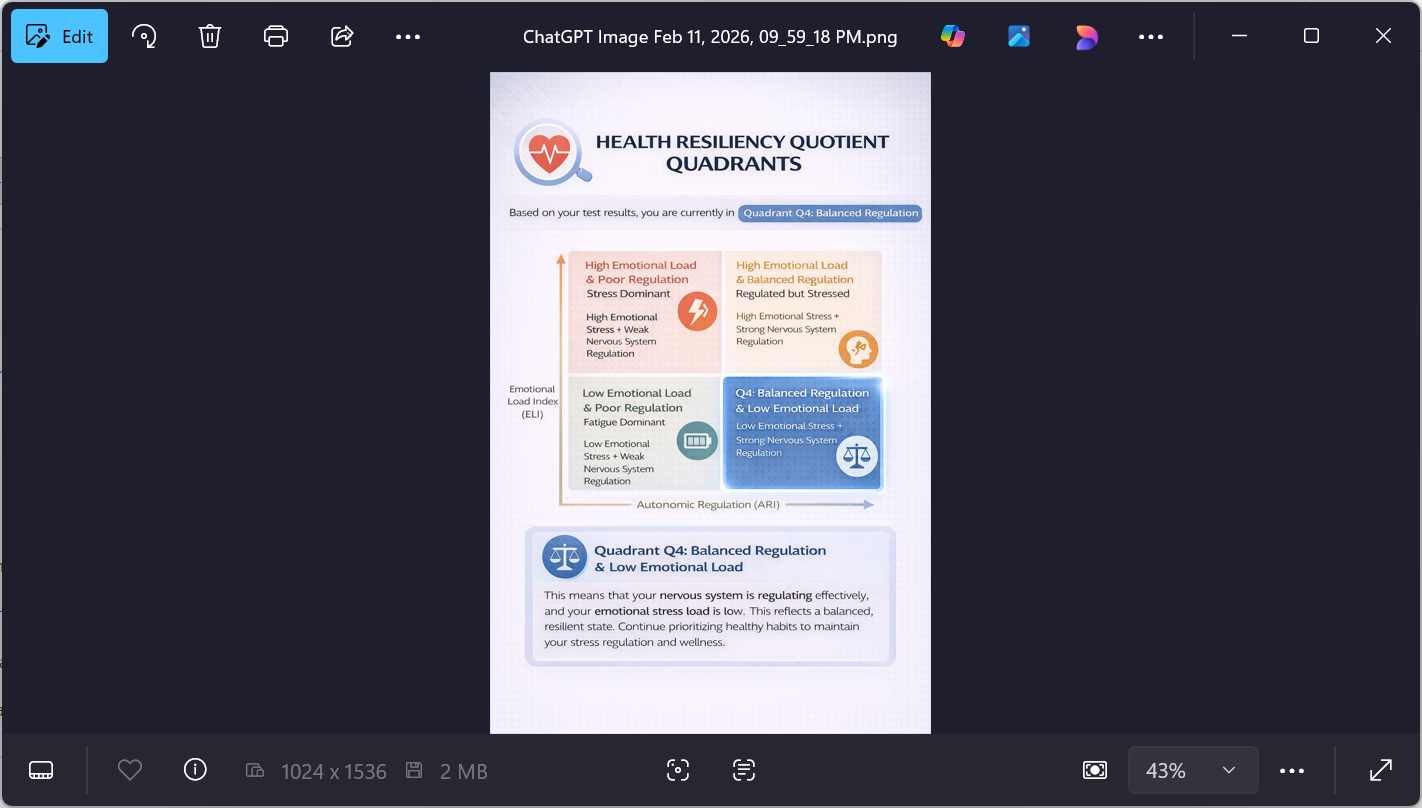 Edit
ChatGPT Image Feb 11, 2026, 09_59_18 PM.png
HEALTH RESILIENCY QUOTIENT
QUADRANTS
Based on your test results, you are currently in Quadrant Q4: Balanced Regulation
High Emotional Load
& Poor Regulation
Stress Dominant
High Emotional
Stress + Weak
Nervous System
Regulation
High Emotional Load
& Balanced Regulation
Regulated but Stressed
High Emotional Stress +
Strong Nervous System
Regulation
Emotional
Load Index
(ELI)
Low Emotional Load
& Poor Regulation
Fatigue Dominant
Low Emotional
Stress + Weak
Nervous System
Regulation
Q4: Balanced Regulation
& Low Emotional Load
Low Emotional Stress +
Strong Nervous System
Regulation
Autonomic Regulation (ARI)
Quadrant Q4: Balanced Regulation
& Low Emotional Load
This means that your nervous system is regulating effectively,
and your emotional stress load is low. This reflects a balanced,
resilient state. Continue prioritizing healthy habits to maintain
your stress regulation and wellness.
1024 x 1536
2 MB
43%